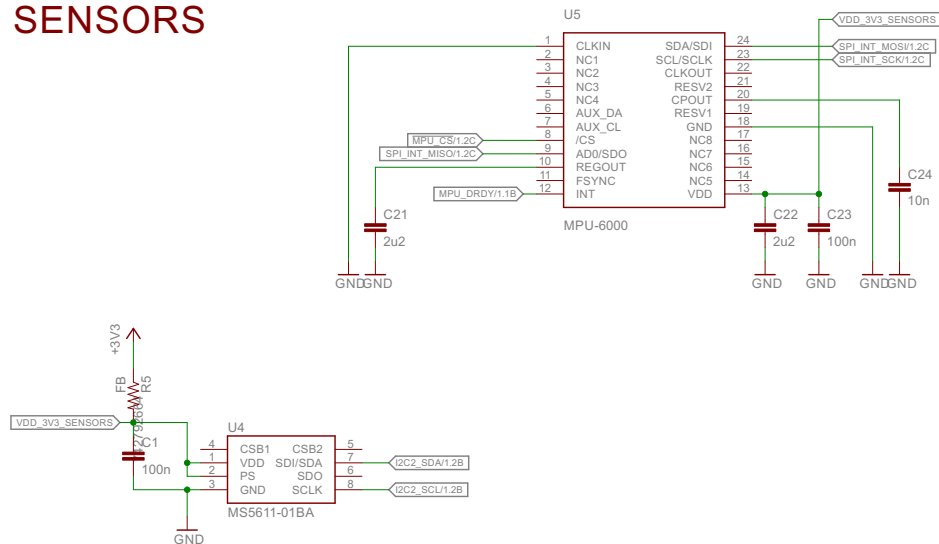 SENSORS
U5
VDD_3V3_SENSORS
1 CLKIN SDA/SDI 24 SPI_INT_MOSI/1.2C
2 NC1 SCL/SCLK 23 SPI_INT_SCK/1.2C
3 NC2 CLKOUT 22
4 NC3 RESV2 21
5 NC4 CPOUT 20
6 AUX_DA RESV1 19
7 AUX_CL GND 18
MPU_CS/1.2C 8 /CS NC8 17
SPI_INT_MISO/1.2C 9 AD0/SDO NC7 16
10 REGOUT NC6 15
11 FSYNC NC5 14
MPU_DRDY/1.1B 12 INT VDD 13
MPU-6000
C21
2u2
C22
2u2
C23
100n
C24
10n
GND GND GND GND GND GND
+3V3
FB
R5
VDD_3V3_SENSORS
C1
100n
U4
4 CSB1 CSB2 5
1 VDD SDI/SDA 7 I2C2_SDA/1.2B
2 PS SDO 6
3 GND SCLK 8 I2C2_SCL/1.2B
MS5611-01BA
GND